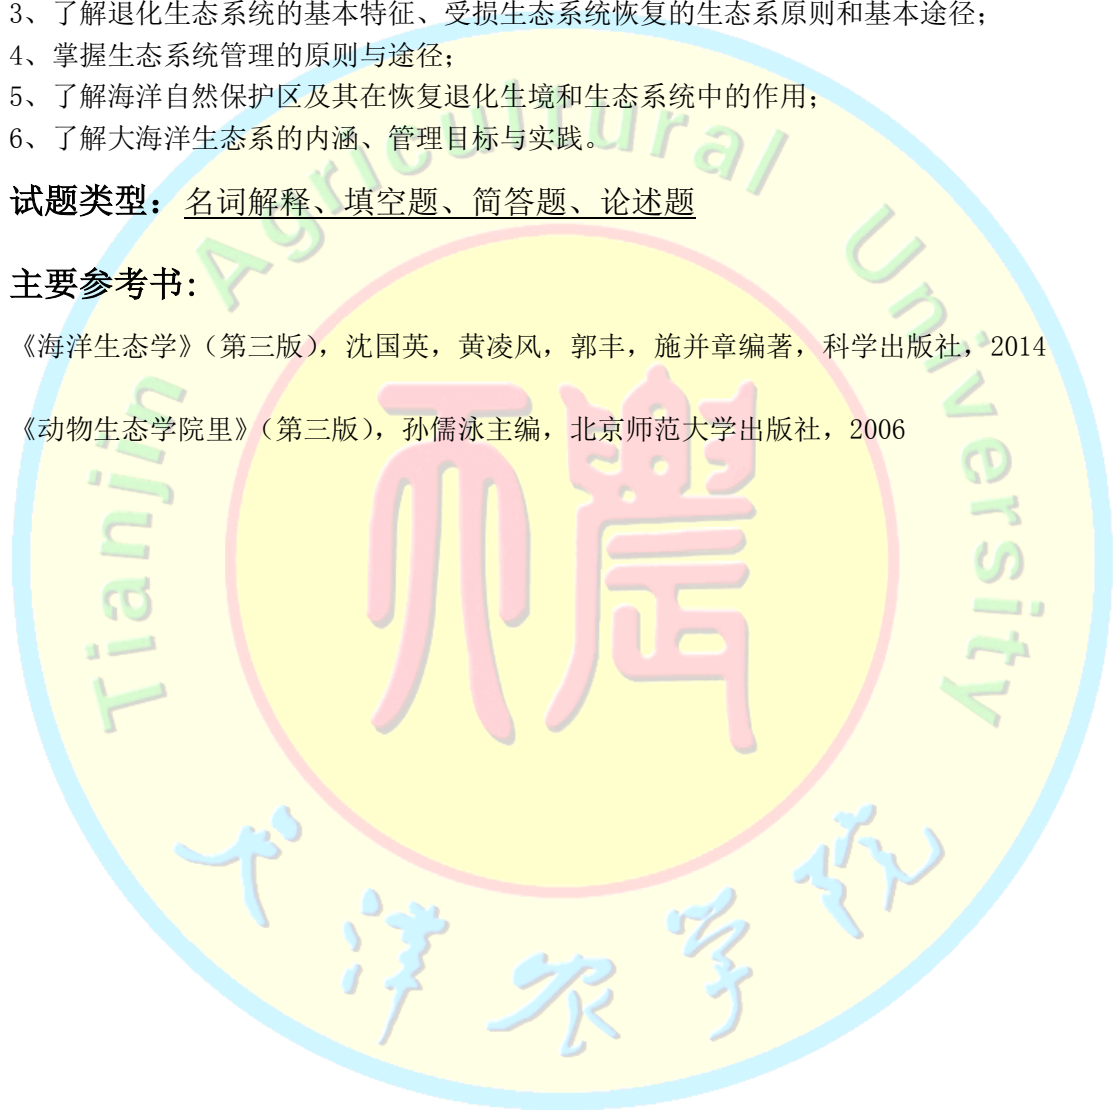 3、了解退化生态系统的基本特征、受损生态系统恢复的生态系原则和基本途径；
4、掌握生态系统管理的原则与途径；
5、了解海洋自然保护区及其在恢复退化生境和生态系统中的作用；
6、了解大海洋生态系的内涵、管理目标与实践。
试题类型：名词解释、填空题、简答题、论述题
主要参考书:
《海洋生态学》（第三版），沈国英，黄凌风，郭丰，施并章编著，科学出版社，2014
《动物生态学院里》（第三版），孙儒泳主编，北京师范大学出版社，2006
Tianjin Agricultural University
天津农学院